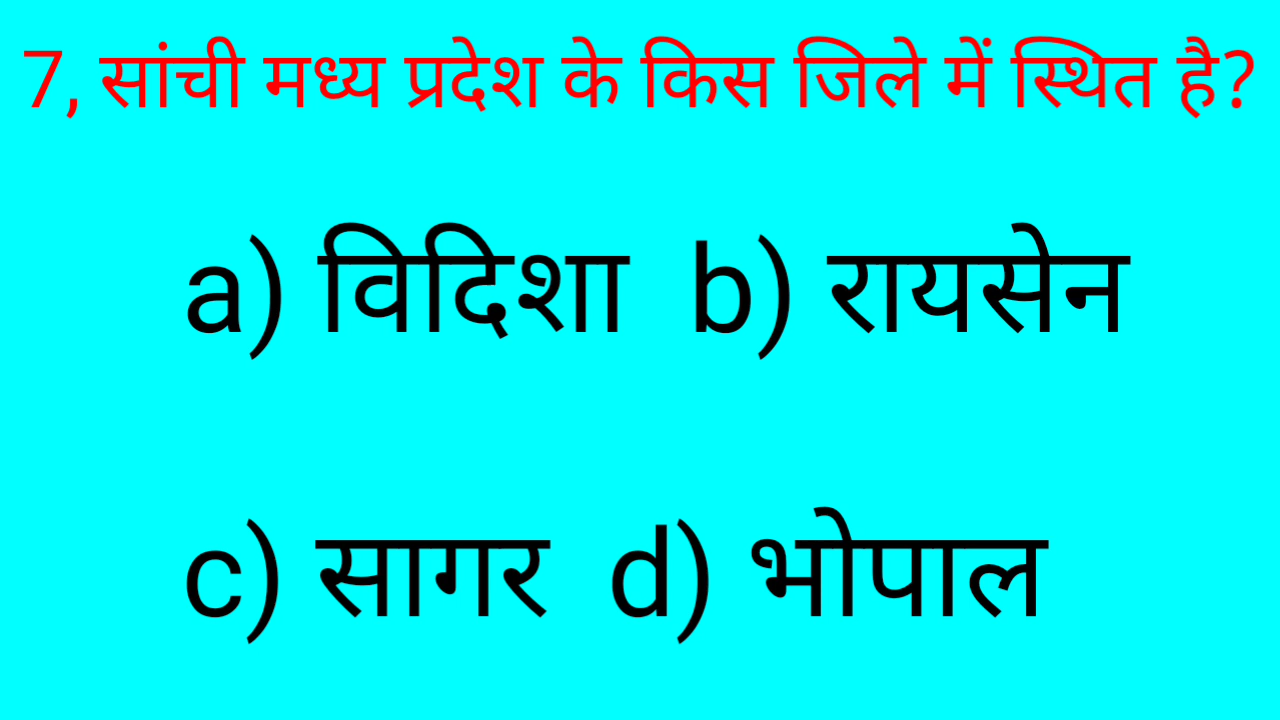 7, सांची मध्य प्रदेश के किस जिले में स्थित है?
a) विदिशा b) रायसेन
c) सागर d) भोपाल